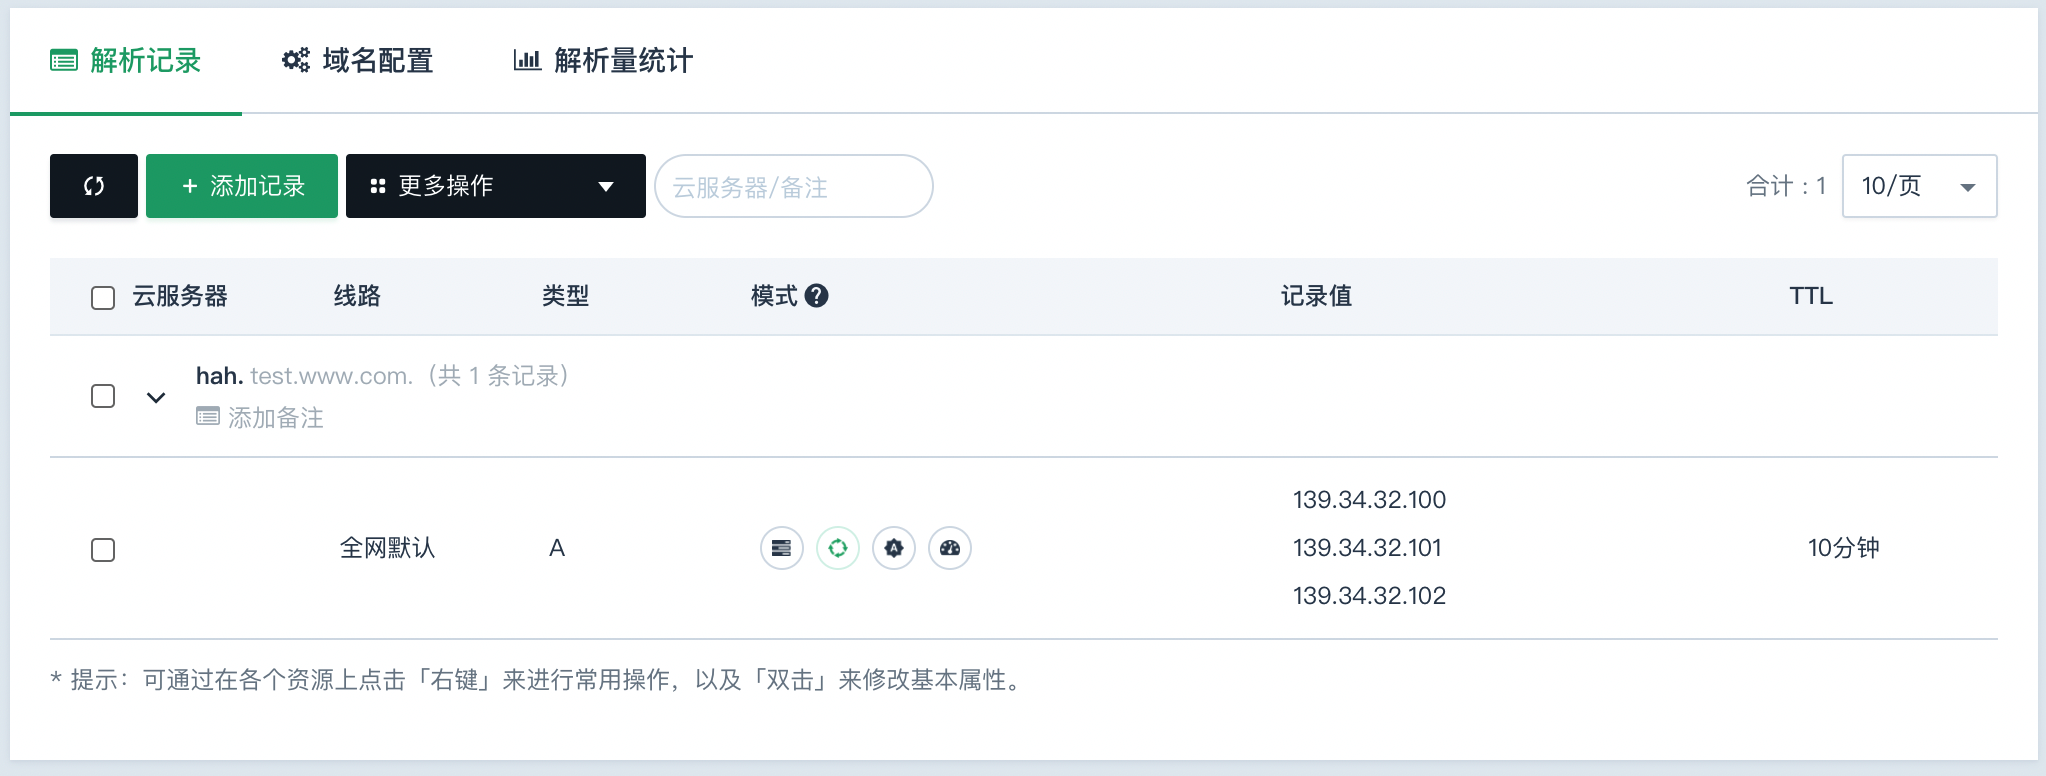 解析记录 域名配置 解析量统计
+ 添加记录 更多操作 云服务器/备注 合计 : 1 10/页
云服务器 线路 类型 模式 ? 记录值 TTL
hah. test.www.com.（共 1 条记录）
添加备注
139.34.32.100
全网默认 A A 139.34.32.101 10分钟
139.34.32.102
* 提示：可通过在各个资源上点击「右键」来进行常用操作，以及「双击」来修改基本属性。